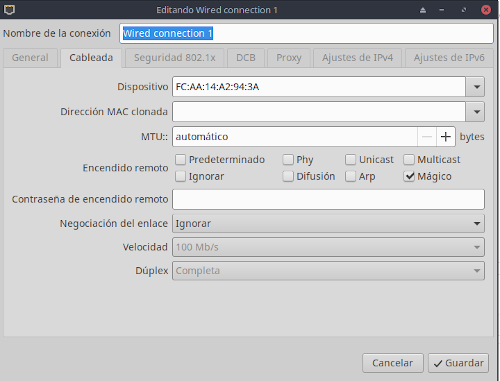 Editando Wired connection 1
Nombre de la conexión Wired connection 1
General Cableada Seguridad 802.1x DCB Proxy Ajustes de IPv4 Ajustes de IPv6
Dispositivo FC:AA:14:A2:94:3A
Dirección MAC clonada
MTU:: automático − + bytes
Predeterminado Phy Unicast Multicast
Encendido remoto
Ignorar Difusión Arp Mágico
Contraseña de encendido remoto
Negociación del enlace Ignorar
Velocidad 100 Mb/s
Dúplex Completa
Cancelar Guardar